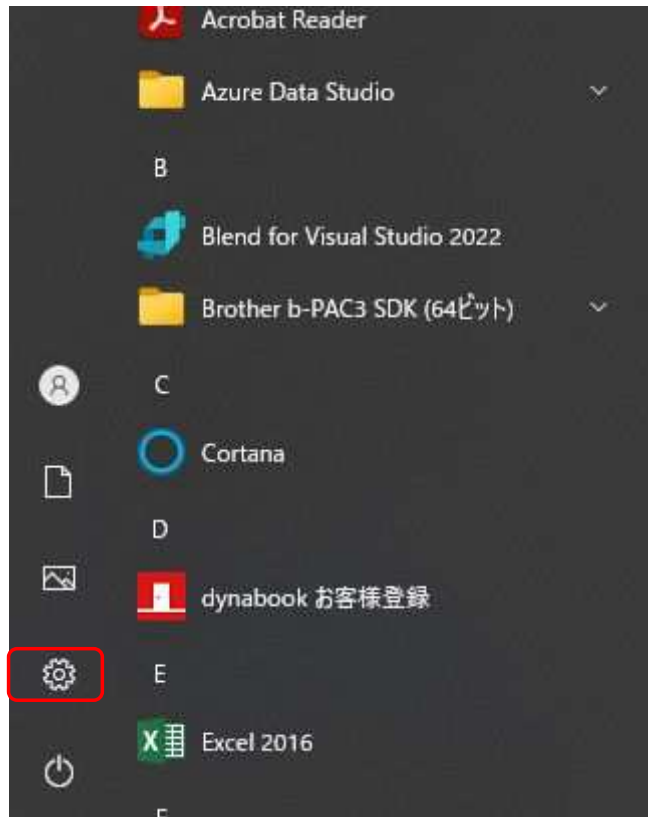 Acrobat Reader
Azure Data Studio
B
Blend for Visual Studio 2022
Brother b-PAC3 SDK (64ビット)
C
Cortana
D
dynabook お客様登録
E
Excel 2016